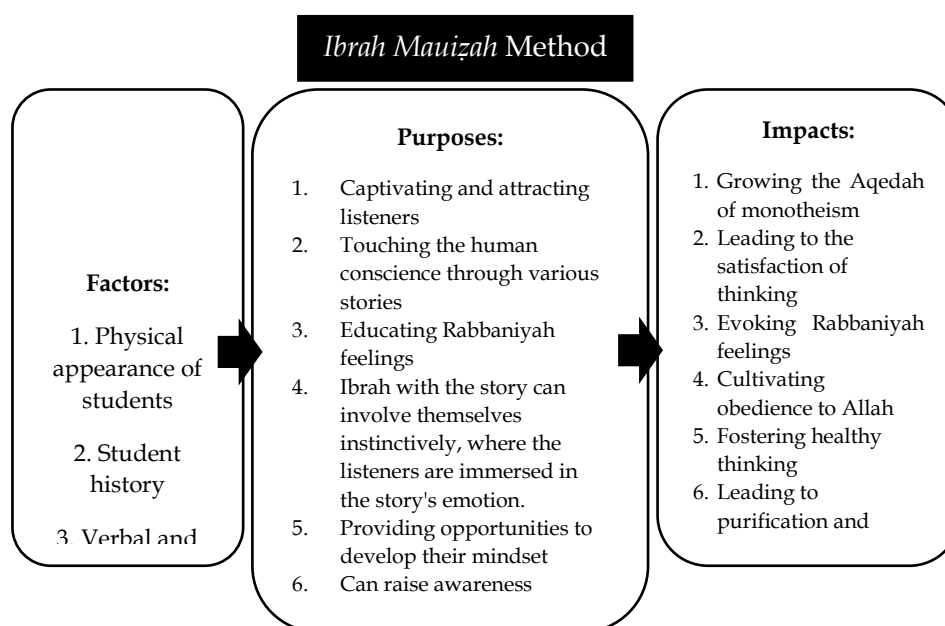 Ibrah Mauiẓah Method
Factors:
1. Physical
appearance of
students
2. Student
history
3. Verbal and
Purposes:
1. Captivating and attracting
listeners
2. Touching the human
conscience through various
stories
3. Educating Rabbaniyah
feelings
4. Ibrah with the story can
involve themselves
instinctively, where the
listeners are immersed in
the story's emotion.
5. Providing opportunities to
develop their mindset
6. Can raise awareness
Impacts:
1. Growing the Aqedah
of monotheism
2. Leading to the
satisfaction of
thinking
3. Evoking Rabbaniyah
feelings
4. Cultivating
obedience to Allah
5. Fostering healthy
thinking
6. Leading to
purification and